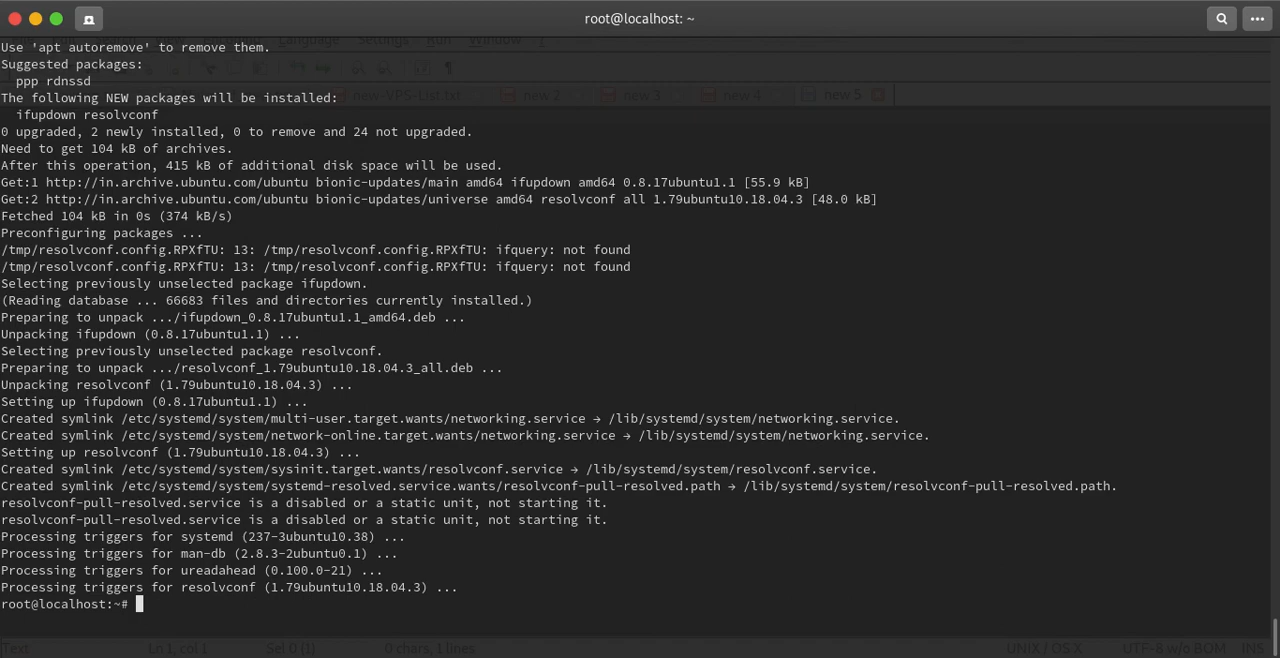 root@localhost: ~
Use 'apt autoremove' to remove them.
Language Settings Run Window ?
Suggested packages:
ppp rdnssd
The following NEW packages will be installed:
new-VPS-List.txt new 2 new 3 new 4 new 5
ifupdown resolvconf
0 upgraded, 2 newly installed, 0 to remove and 24 not upgraded.
Need to get 104 kB of archives.
After this operation, 415 kB of additional disk space will be used.
Get:1 http://in.archive.ubuntu.com/ubuntu bionic-updates/main amd64 ifupdown amd64 0.8.17ubuntu1.1 [55.9 kB]
Get:2 http://in.archive.ubuntu.com/ubuntu bionic-updates/universe amd64 resolvconf all 1.79ubuntu10.18.04.3 [48.0 kB]
Fetched 104 kB in 0s (374 kB/s)
Preconfiguring packages ...
/tmp/resolvconf.config.RPXfTU: 13: /tmp/resolvconf.config.RPXfTU: ifquery: not found
/tmp/resolvconf.config.RPXfTU: 13: /tmp/resolvconf.config.RPXfTU: ifquery: not found
Selecting previously unselected package ifupdown.
(Reading database ... 66683 files and directories currently installed.)
Preparing to unpack .../ifupdown_0.8.17ubuntu1.1_amd64.deb ...
Unpacking ifupdown (0.8.17ubuntu1.1) ...
Selecting previously unselected package resolvconf.
Preparing to unpack .../resolvconf_1.79ubuntu10.18.04.3_all.deb ...
Unpacking resolvconf (1.79ubuntu10.18.04.3) ...
Setting up ifupdown (0.8.17ubuntu1.1) ...
Created symlink /etc/systemd/system/multi-user.target.wants/networking.service → /lib/systemd/system/networking.service.
Created symlink /etc/systemd/system/network-online.target.wants/networking.service → /lib/systemd/system/networking.service.
Setting up resolvconf (1.79ubuntu10.18.04.3) ...
Created symlink /etc/systemd/system/sysinit.target.wants/resolvconf.service → /lib/systemd/system/resolvconf.service.
Created symlink /etc/systemd/system/systemd-resolved.service.wants/resolvconf-pull-resolved.path → /lib/systemd/system/resolvconf-pull-resolved.path.
resolvconf-pull-resolved.service is a disabled or a static unit, not starting it.
resolvconf-pull-resolved.service is a disabled or a static unit, not starting it.
Processing triggers for systemd (237-3ubuntu10.38) ...
Processing triggers for man-db (2.8.3-2ubuntu0.1) ...
Processing triggers for ureadahead (0.100.0-21) ...
Processing triggers for resolvconf (1.79ubuntu10.18.04.3) ...
root@localhost:~#
Text Ln 1, col 1 Sel 0 (1) 0 chars, 1 lines UNIX / OS X UTF-8 w/o BOM INS